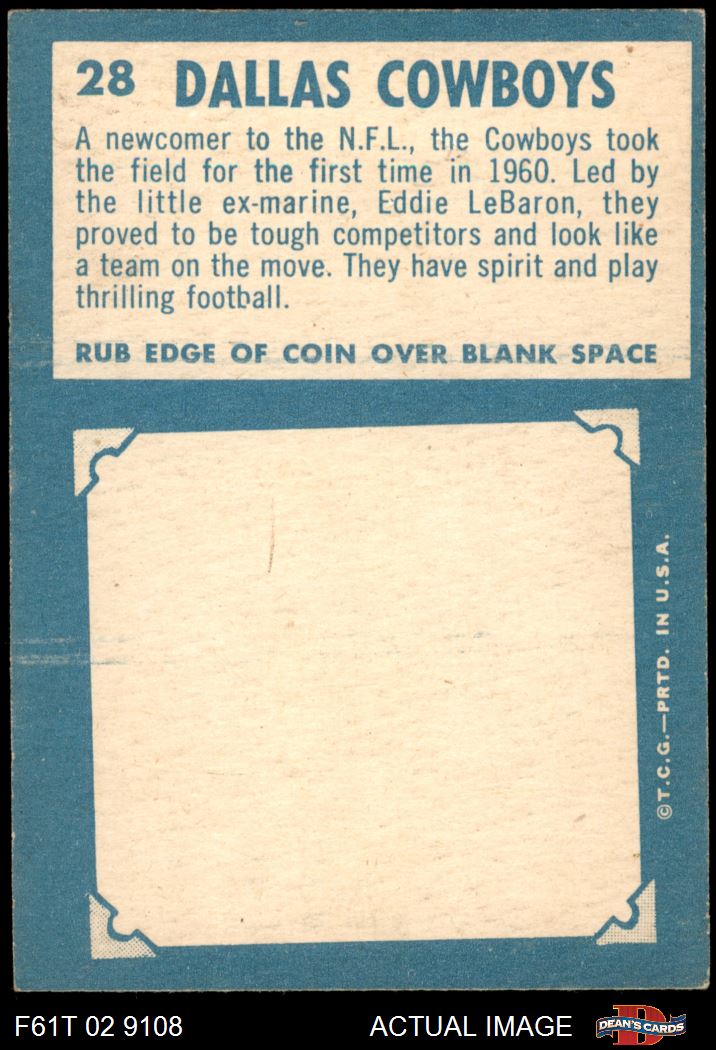 28 DALLAS COWBOYS
A newcomer to the N.F.L., the Cowboys took
the field for the first time in 1960. Led by
the little ex-marine, Eddie LeBaron, they
proved to be tough competitors and look like
a team on the move. They have spirit and play
thrilling football.
RUB EDGE OF COIN OVER BLANK SPACE
©T.C.G.—PRTD. IN U.S.A.
F61T 02 9108 ACTUAL IMAGE D DEAN'S CARDS